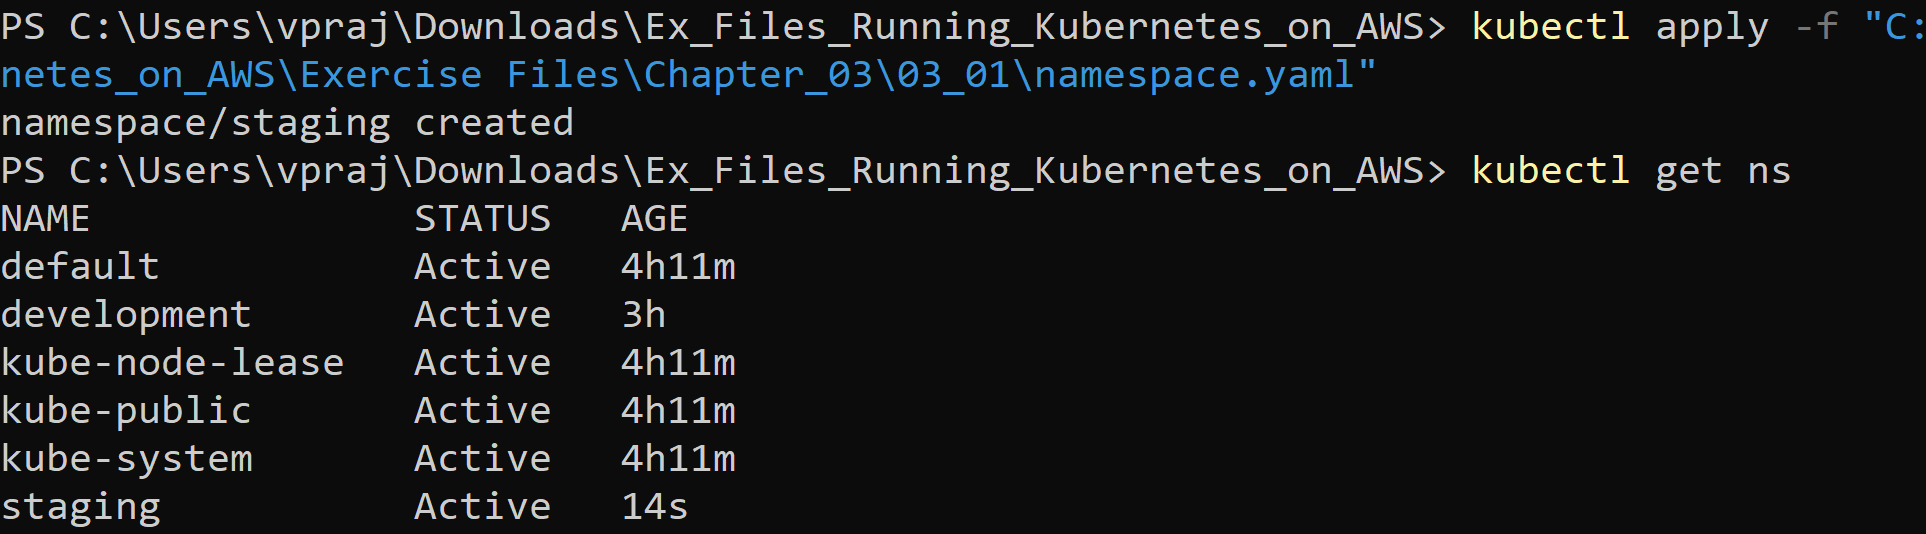 PS C:\Users\vpraj\Downloads\Ex_Files_Running_Kubernetes_on_AWS> kubectl apply -f "C:
netes_on_AWS\Exercise Files\Chapter_03\03_01\namespace.yaml"
namespace/staging created
PS C:\Users\vpraj\Downloads\Ex_Files_Running_Kubernetes_on_AWS> kubectl get ns
NAME STATUS AGE
default Active 4h11m
development Active 3h
kube-node-lease Active 4h11m
kube-public Active 4h11m
kube-system Active 4h11m
staging Active 14s